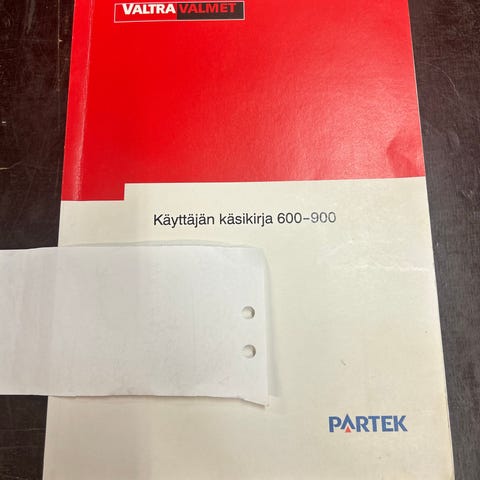 VALTRA VALMET
Käyttäjän käsikirja 600–900
PARTEK